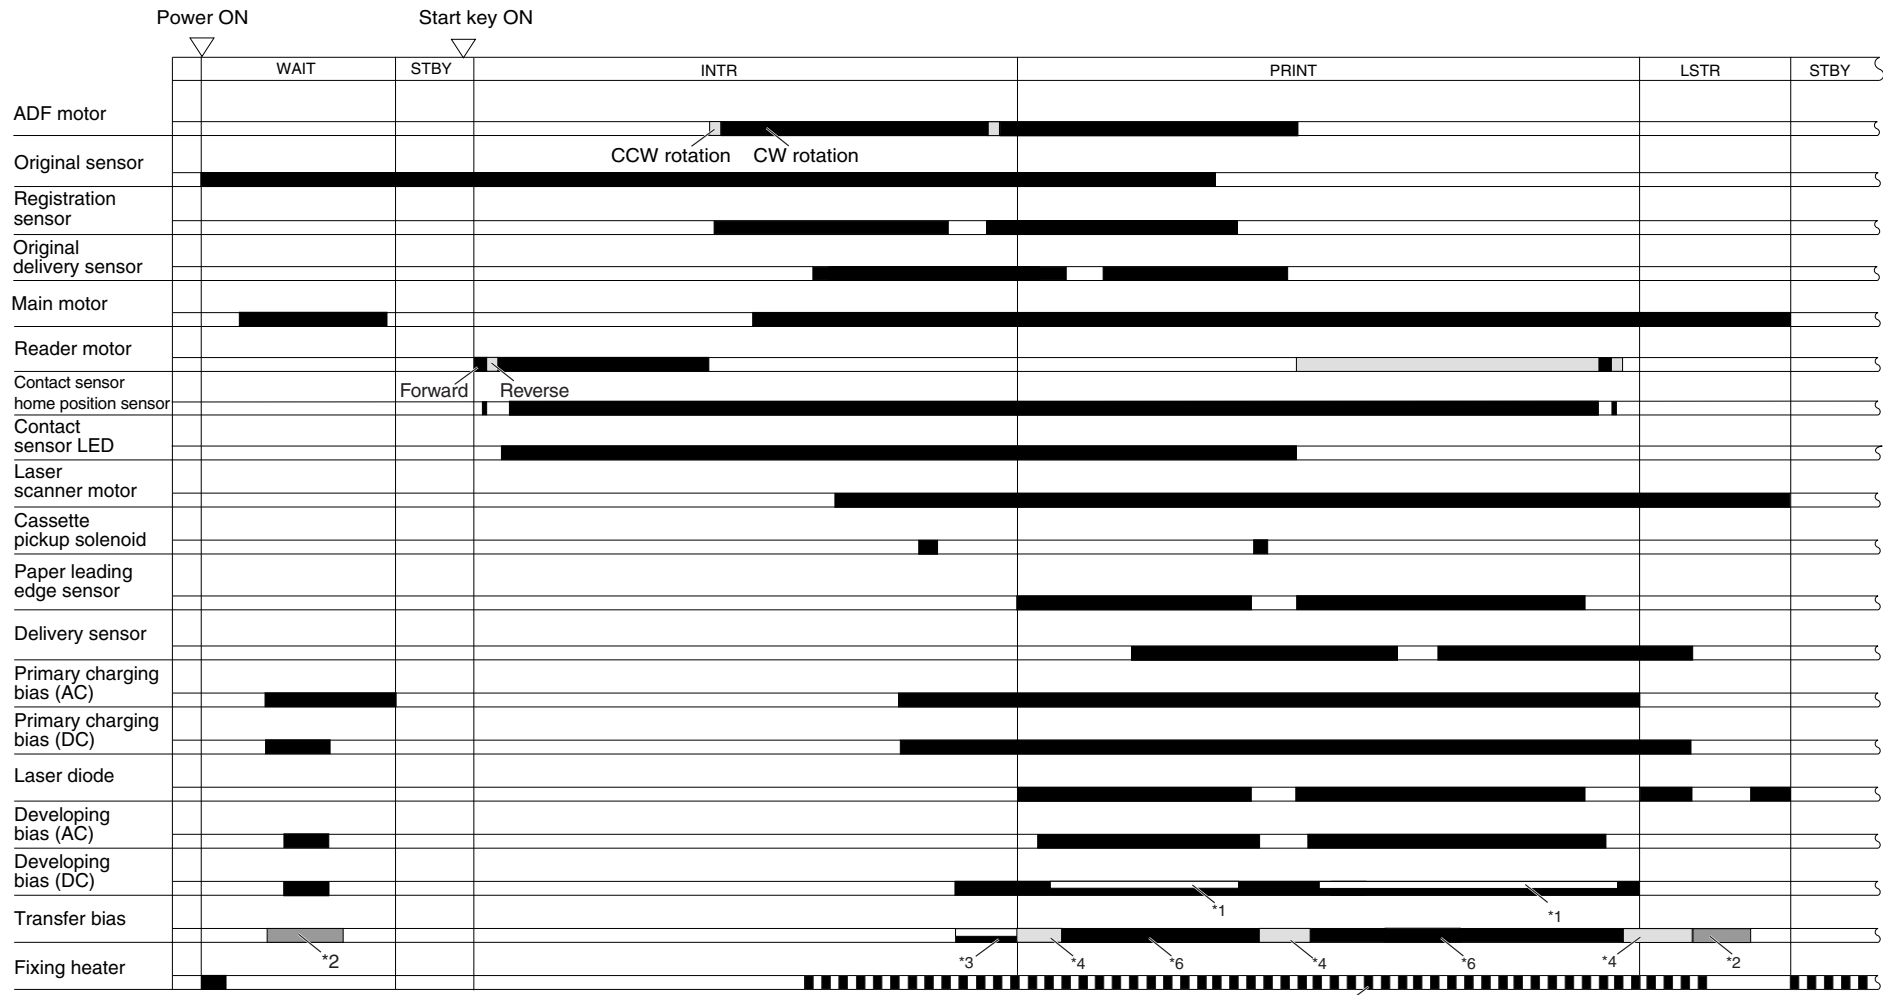 Power ON
Start key ON
WAIT
STBY
INTR
PRINT
LSTR
STBY
ADF motor
CCW rotation
CW rotation
Original sensor
Registration
sensor
Original
delivery sensor
Main motor
Reader motor
Forward
Reverse
Contact sensor
home position sensor
Contact
sensor LED
Laser
scanner motor
Cassette
pickup solenoid
Paper leading
edge sensor
Delivery sensor
Primary charging
bias (AC)
Primary charging
bias (DC)
Laser diode
Developing
bias (AC)
Developing
bias (DC)
*1
*1
Transfer bias
*2
*3
*4
*6
*4
*6
*4
*2
Fixing heater